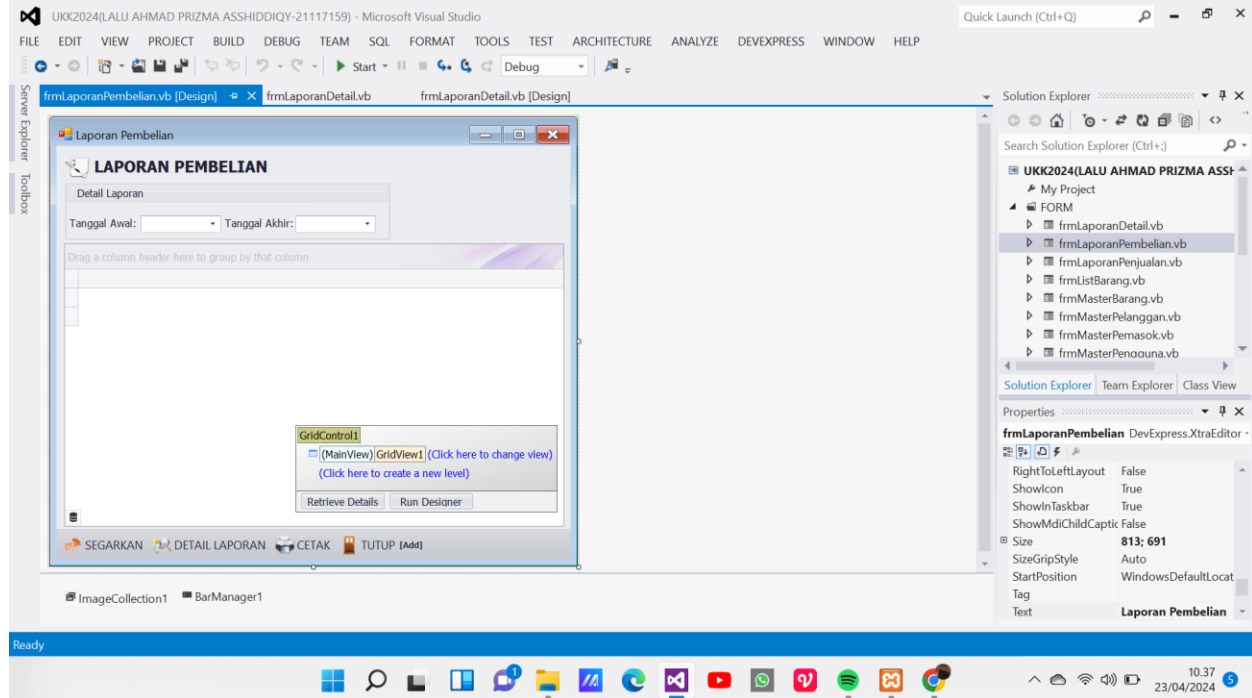 UKK2024(LALU AHMAD PRIZMA ASSHIDDIQY-21117159) - Microsoft Visual Studio
Quick Launch (Ctrl+Q)
FILE EDIT VIEW PROJECT BUILD DEBUG TEAM SQL FORMAT TOOLS TEST ARCHITECTURE ANALYZE DEVEXPRESS WINDOW HELP
Start Debug
Server Explorer
Toolbox
frmLaporanPembelian.vb [Design] frmLaporanDetail.vb frmLaporanDetail.vb [Design]
Laporan Pembelian
LAPORAN PEMBELIAN
Detail Laporan
Tanggal Awal: Tanggal Akhir:
Drag a column header here to group by that column
GridControl1
(MainView) GridView1 (Click here to change view)
(Click here to create a new level)
Retrieve Details Run Designer
SEGARKAN DETAIL LAPORAN CETAK TUTUP [Add]
ImageCollection1 BarManager1
Solution Explorer
Search Solution Explorer (Ctrl+;)
UKK2024(LALU AHMAD PRIZMA ASSH
My Project
FORM
frmLaporanDetail.vb
frmLaporanPembelian.vb
frmLaporanPenjualan.vb
frmListBarang.vb
frmMasterBarang.vb
frmMasterPelanggan.vb
frmMasterPemasok.vb
frmMasterPengguna.vb
Solution Explorer Team Explorer Class View
Properties
frmLaporanPembelian DevExpress.XtraEditor
RightToLeftLayout False
ShowIcon True
ShowInTaskbar True
ShowMdiChildCaptic False
Size 813; 691
SizeGripStyle Auto
StartPosition WindowsDefaultLocat
Tag
Text Laporan Pembelian
Ready
1
10.37
23/04/2024
5